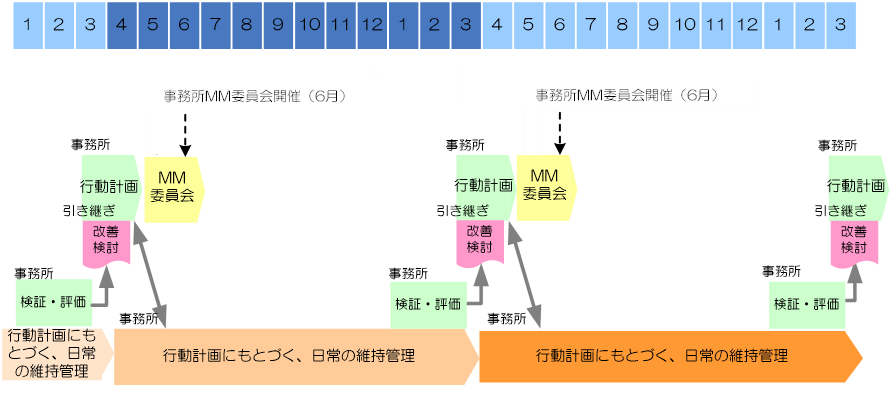 1 2 3 4 5 6 7 8 9 10 11 12 1 2 3 4 5 6 7 8 9 10 11 12 1 2 3
事務所MM委員会開催（6月）
事務所MM委員会開催（6月）
事務所
行動計画
引き継ぎ
MM
委員会
改善
検討
事務所
検証・評価
事務所
行動計画にも
とづく、日常
の維持管理
行動計画にもとづく、日常の維持管理
事務所
行動計画
引き継ぎ
MM
委員会
改善
検討
事務所
検証・評価
事務所
行動計画にもとづく、日常の維持管理
事務所
行動計画
引き継ぎ
改善
検討
事務所
検証・評価